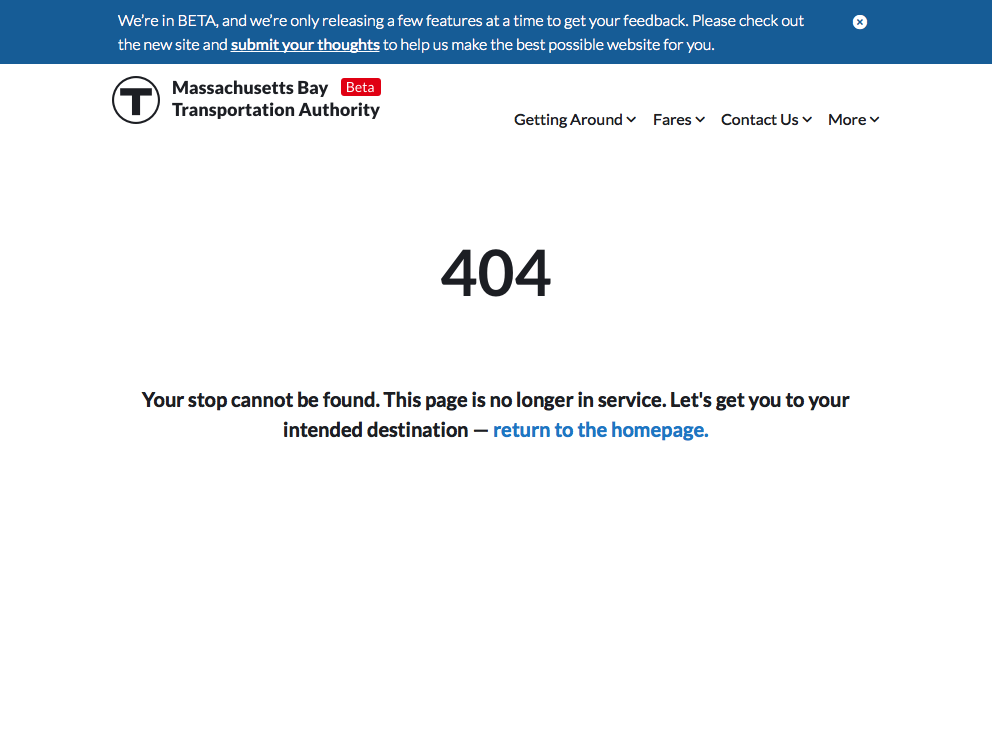 We’re in BETA, and we’re only releasing a few features at a time to get your feedback. Please check out
the new site and submit your thoughts to help us make the best possible website for you.
T
Massachusetts Bay Beta
Transportation Authority
Getting Around Fares Contact Us More
404
Your stop cannot be found. This page is no longer in service. Let's get you to your
intended destination — return to the homepage.